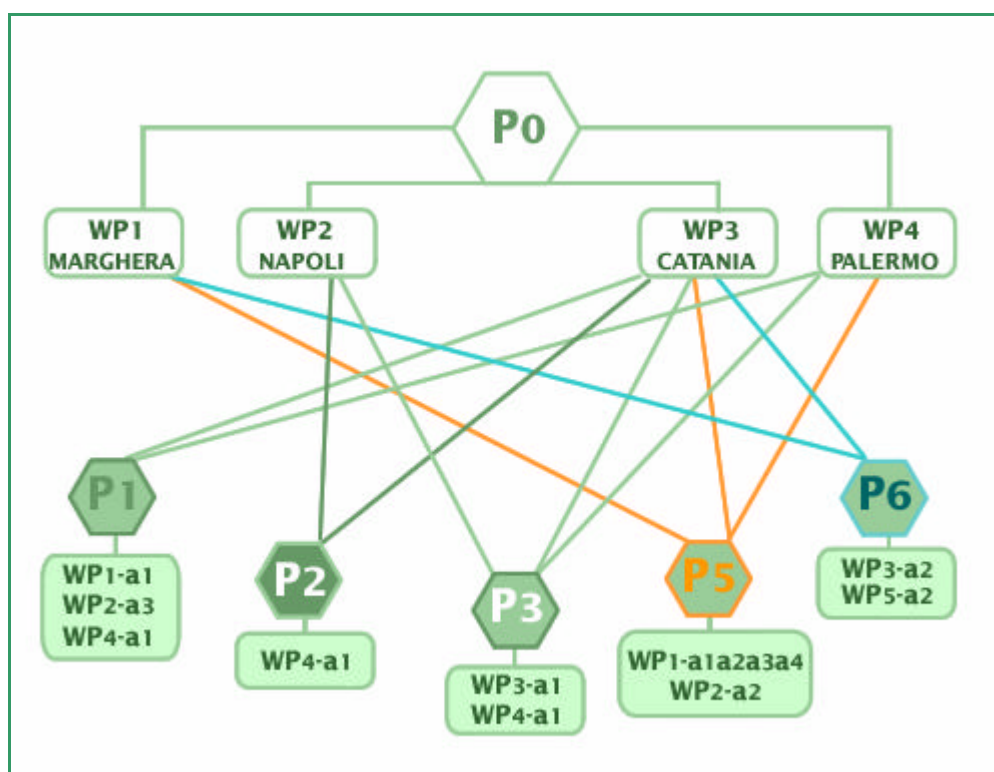 P0
WP1
MARGHERA
WP2
NAPOLI
WP3
CATANIA
WP4
PALERMO
P1
WP1-a1
WP2-a3
WP4-a1
P2
WP4-a1
P3
WP3-a1
WP4-a1
P5
WP1-a1a2a3a4
WP2-a2
P6
WP3-a2
WP5-a2